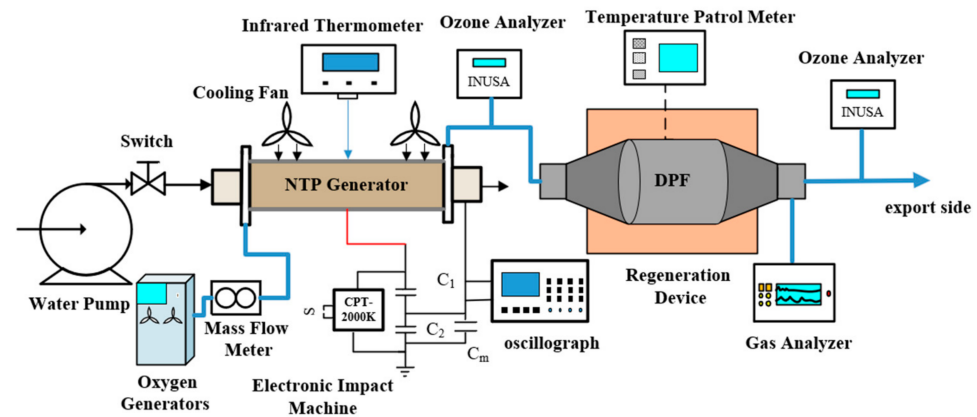 Infrared Thermometer
Ozone Analyzer
Temperature Patrol Meter
Ozone Analyzer
INUSA
INUSA
Cooling Fan
Switch
NTP Generator
DPF
export side
Water Pump
Mass Flow
Meter
Oxygen
Generators
S
CPT-
2000K
C1
C2
Cm
Electronic Impact
Machine
oscillograph
Regeneration
Device
Gas Analyzer